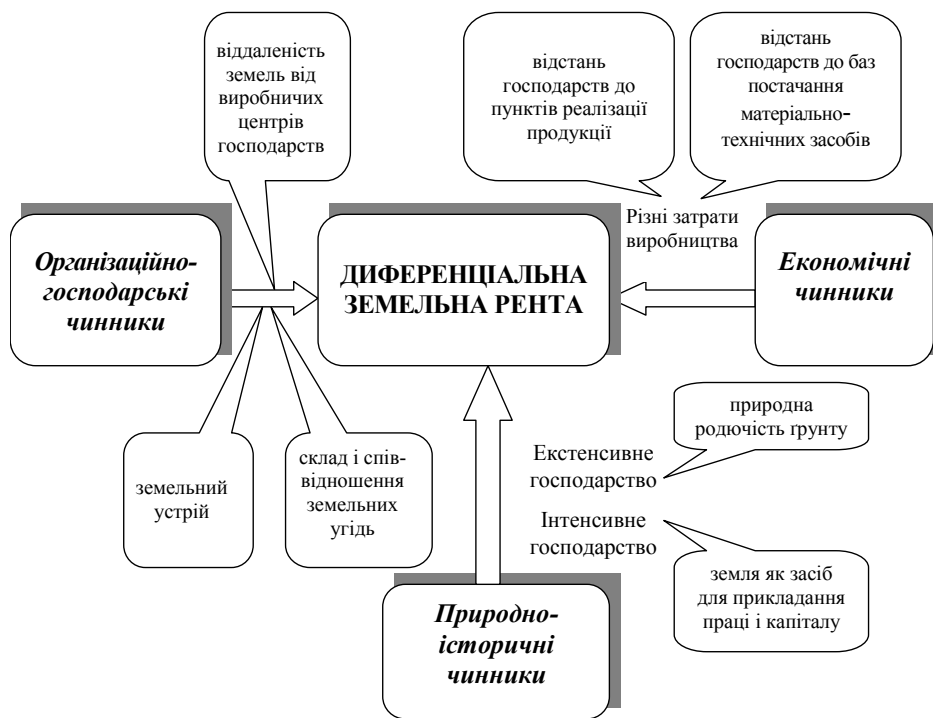 віддаленість
земель від
виробничих
центрів
господарств
відстань
господарств до
пунктів реалізації
продукції
відстань
господарств до баз
постачання
матеріально-
технічних засобів
Різні затрати
виробництва
Організаційно-
господарські
чинники
ДИФЕРЕНЦІАЛЬНА
ЗЕМЕЛЬНА РЕНТА
Економічні
чинники
земельний
устрій
склад і спів-
відношення
земельних
угідь
природна
родючість ґрунту
Екстенсивне
господарство
Інтенсивне
господарство
земля як засіб
для прикладання
праці і капіталу
Природно-
історичні
чинники